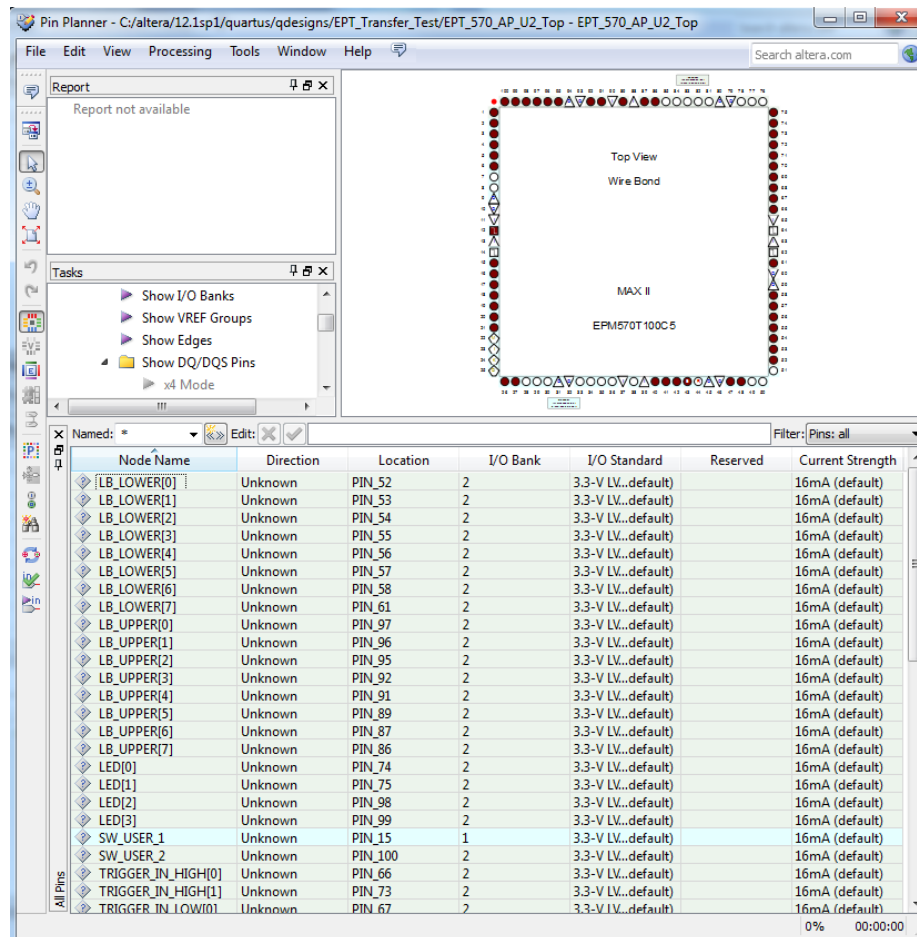 Pin Planner - C:/altera/12.1sp1/quartus/qdesigns/EPT_Transfer_Test/EPT_570_AP_U2_Top - EPT_570_AP_U2_Top
File Edit View Processing Tools Window Help
Search altera.com
Report
Report not available
Tasks
Show I/O Banks
Show VREF Groups
Show Edges
Show DQ/DQS Pins
x4 Mode
Top View
Wire Bond
MAX II
EPM570T100C5
Named: * Edit: Filter: Pins: all
Node Name Direction Location I/O Bank I/O Standard Reserved Current Strength
LB_LOWER[0] Unknown PIN_52 2 3.3-V LV...default) 16mA (default)
LB_LOWER[1] Unknown PIN_53 2 3.3-V LV...default) 16mA (default)
LB_LOWER[2] Unknown PIN_54 2 3.3-V LV...default) 16mA (default)
LB_LOWER[3] Unknown PIN_55 2 3.3-V LV...default) 16mA (default)
LB_LOWER[4] Unknown PIN_56 2 3.3-V LV...default) 16mA (default)
LB_LOWER[5] Unknown PIN_57 2 3.3-V LV...default) 16mA (default)
LB_LOWER[6] Unknown PIN_58 2 3.3-V LV...default) 16mA (default)
LB_LOWER[7] Unknown PIN_61 2 3.3-V LV...default) 16mA (default)
LB_UPPER[0] Unknown PIN_97 2 3.3-V LV...default) 16mA (default)
LB_UPPER[1] Unknown PIN_96 2 3.3-V LV...default) 16mA (default)
LB_UPPER[2] Unknown PIN_95 2 3.3-V LV...default) 16mA (default)
LB_UPPER[3] Unknown PIN_92 2 3.3-V LV...default) 16mA (default)
LB_UPPER[4] Unknown PIN_91 2 3.3-V LV...default) 16mA (default)
LB_UPPER[5] Unknown PIN_89 2 3.3-V LV...default) 16mA (default)
LB_UPPER[6] Unknown PIN_87 2 3.3-V LV...default) 16mA (default)
LB_UPPER[7] Unknown PIN_86 2 3.3-V LV...default) 16mA (default)
LED[0] Unknown PIN_74 2 3.3-V LV...default) 16mA (default)
LED[1] Unknown PIN_75 2 3.3-V LV...default) 16mA (default)
LED[2] Unknown PIN_98 2 3.3-V LV...default) 16mA (default)
LED[3] Unknown PIN_99 2 3.3-V LV...default) 16mA (default)
SW_USER_1 Unknown PIN_15 1 3.3-V LV...default) 16mA (default)
SW_USER_2 Unknown PIN_100 2 3.3-V LV...default) 16mA (default)
TRIGGER_IN_HIGH[0] Unknown PIN_66 2 3.3-V LV...default) 16mA (default)
TRIGGER_IN_HIGH[1] Unknown PIN_73 2 3.3-V LV...default) 16mA (default)
TRIGGER_IN_LOW[0] Unknown PIN_67 2 3.3-V LV...default) 16mA (default)
All Pins
0% 00:00:00